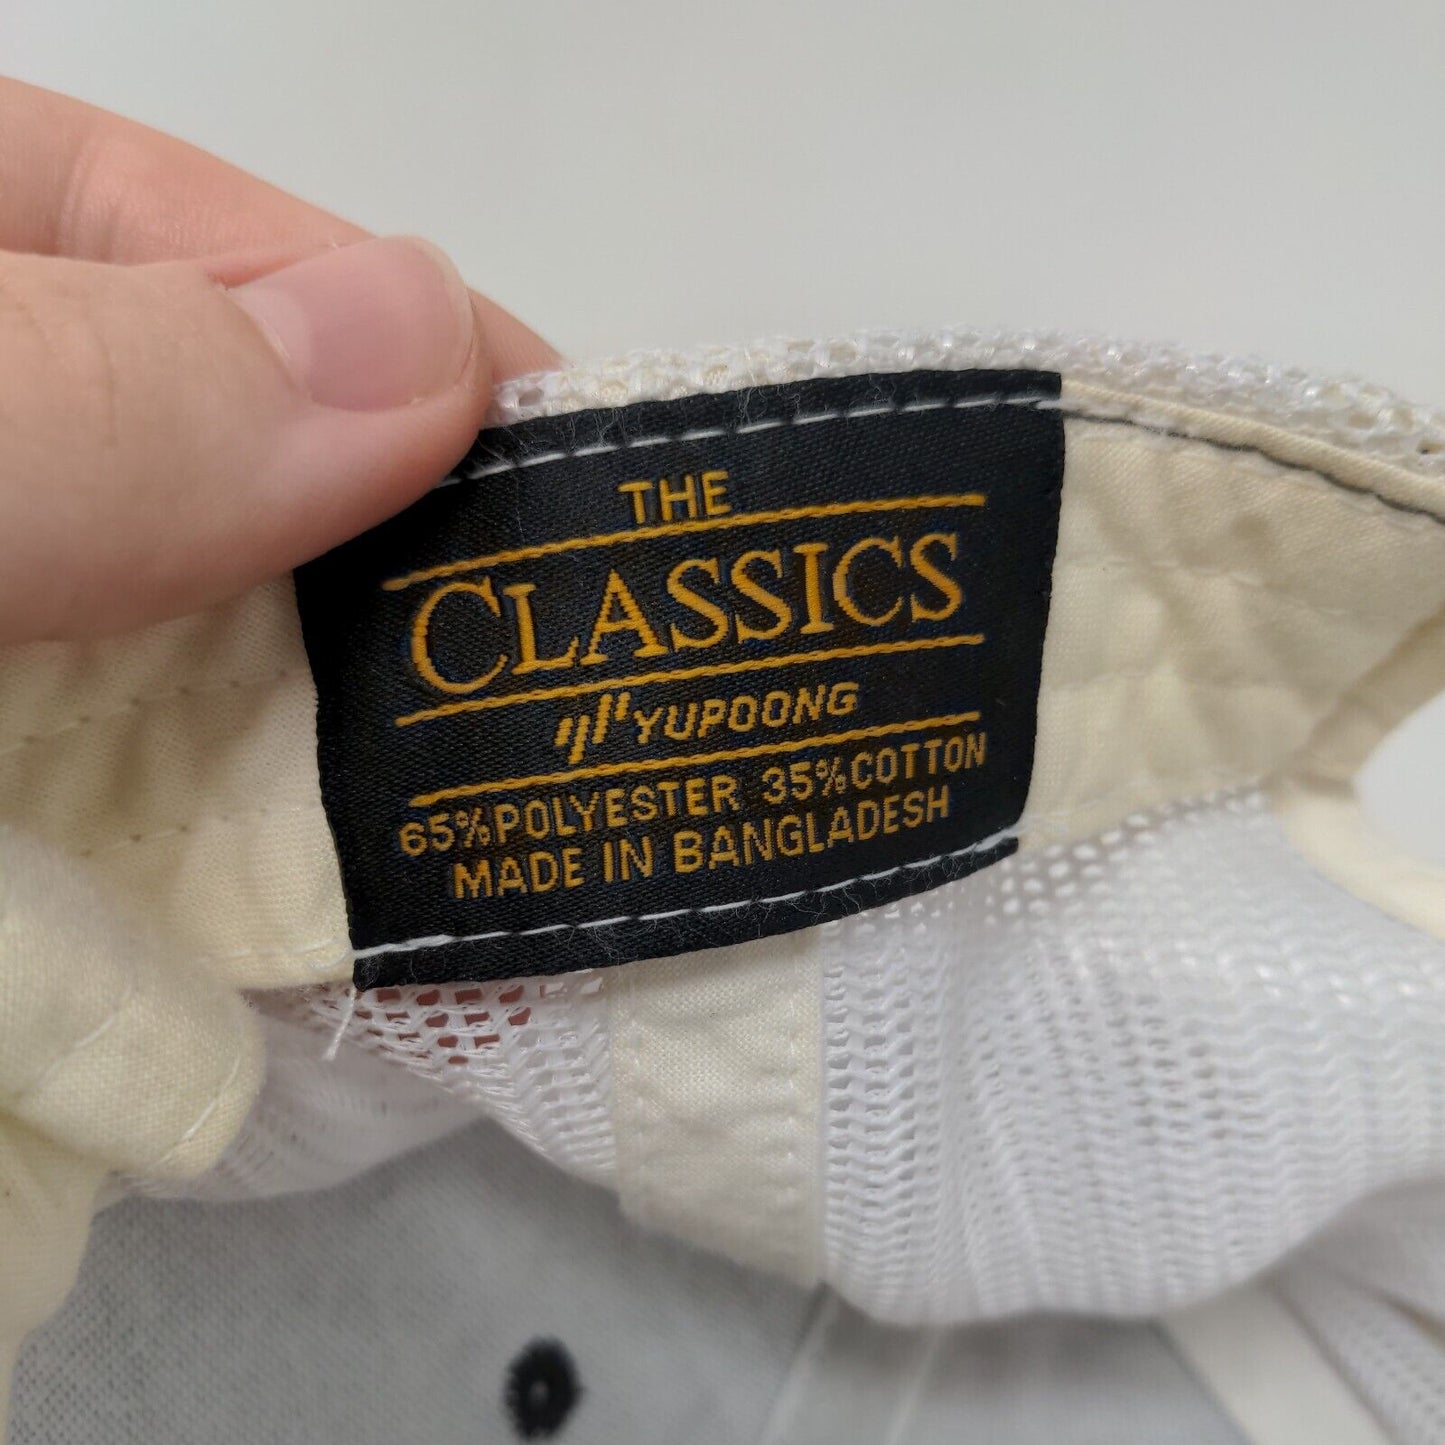 THE
CLASSICS
YUPOONG
65%POLYESTER 35%COTTON
MADE IN BANGLADESH